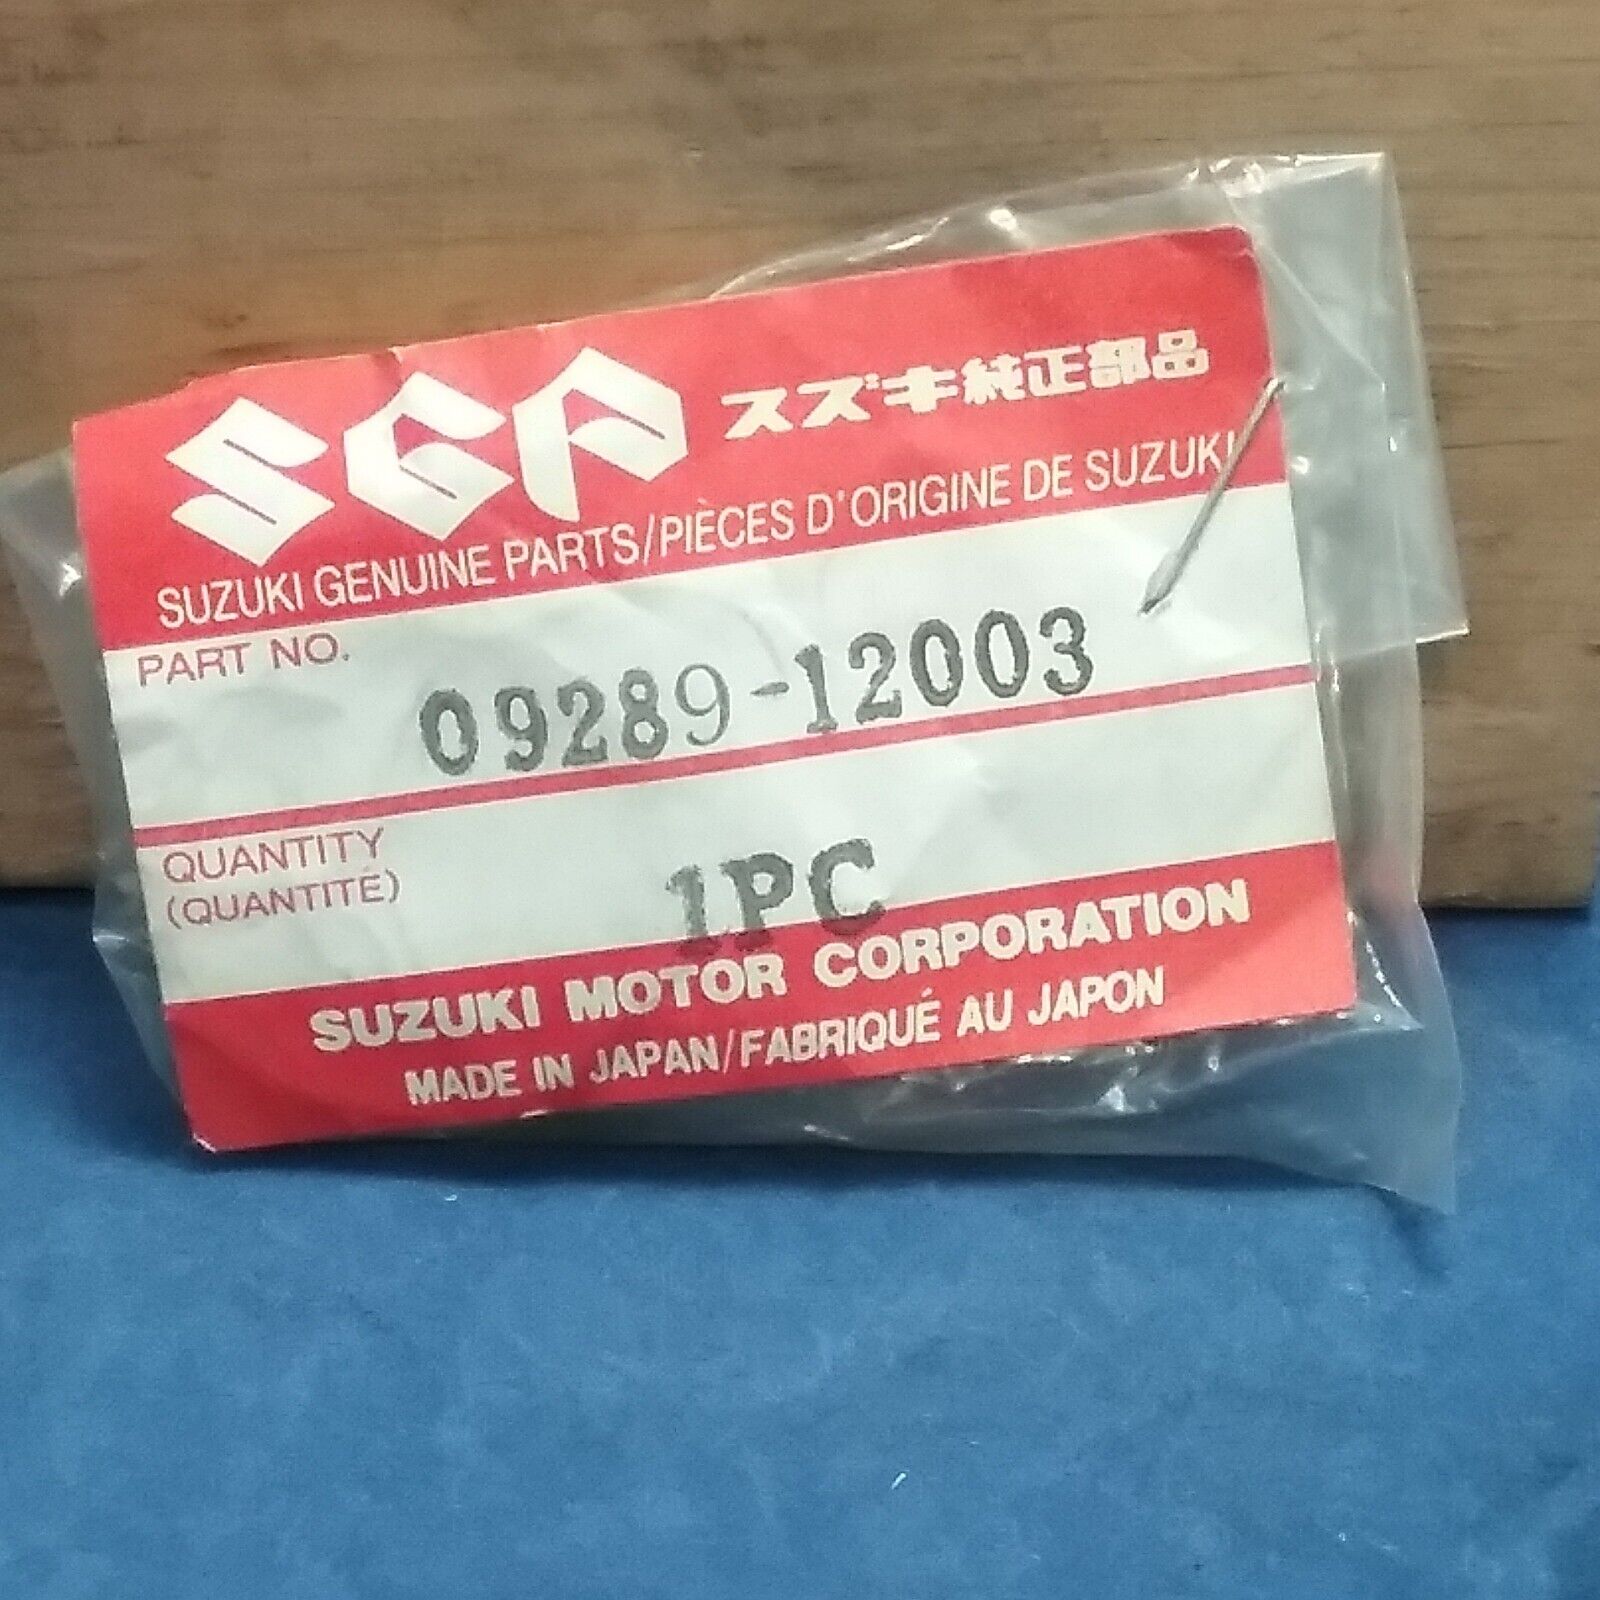 SGP スズキ純正部品
SUZUKI GENUINE PARTS/PIÈCES D'ORIGINE DE SUZUKI
PART NO.
09289-12003
QUANTITY
(QUANTITÉ)
1PC
SUZUKI MOTOR CORPORATION
MADE IN JAPAN/FABRIQUÉ AU JAPON